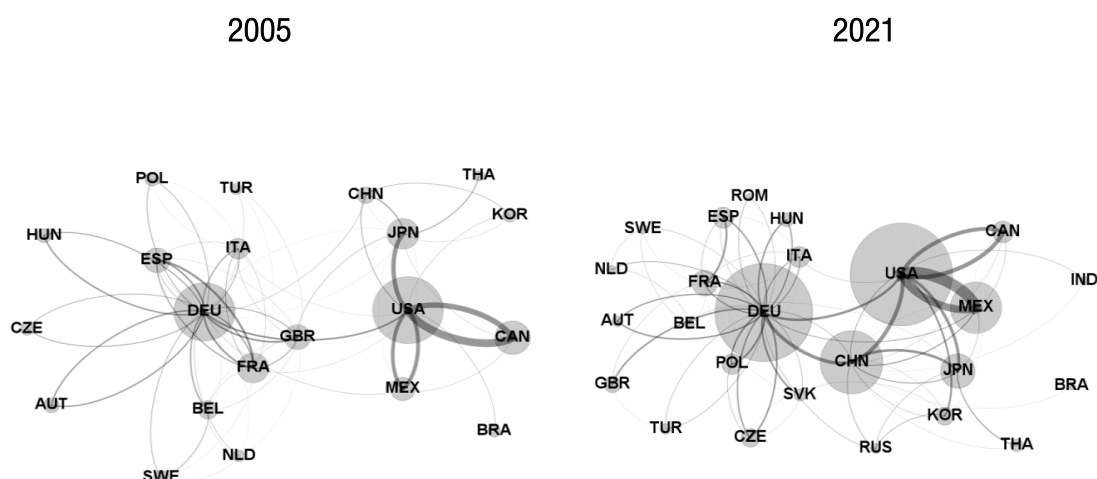 2005
2021
POL
TUR
CHN
THA
KOR
HUN
ESP
ITA
JPN
DEU
USA
CZE
GBR
CAN
FRA
MEX
AUT
BEL
BRA
NLD
SWE
ROM
ESP
HUN
SWE
CAN
ITA
NLD
FRA
USA
IND
MEX
DEU
AUT
BEL
POL
CHN
JPN
GBR
SVK
BRA
KOR
TUR
CZE
RUS
THA